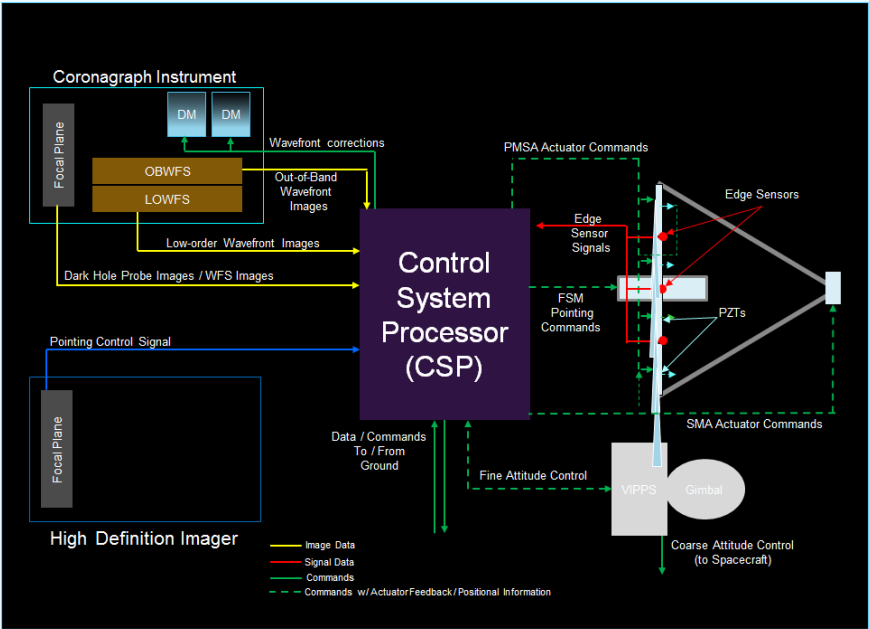 Coronagraph Instrument
DM
DM
Focal Plane
OBWFS
LOWFS
Wavefront corrections
Out-of-Band
Wavefront
Images
Low-order Wavefront Images
Dark Hole Probe Images / WFS Images
Pointing Control Signal
Focal Plane
High Definition Imager
Control
System
Processor
(CSP)
PMSA Actuator Commands
Edge Sensors
Edge
Sensor
Signals
FSM
Pointing
Commands
PZTs
SMA Actuator Commands
Data / Commands
To / From
Ground
Fine Attitude Control
VIPPS
Gimbal
Coarse Attitude Control
(to Spacecraft)
Image Data
Signal Data
Commands
Commands w/ Actuator Feedback / Positional Information